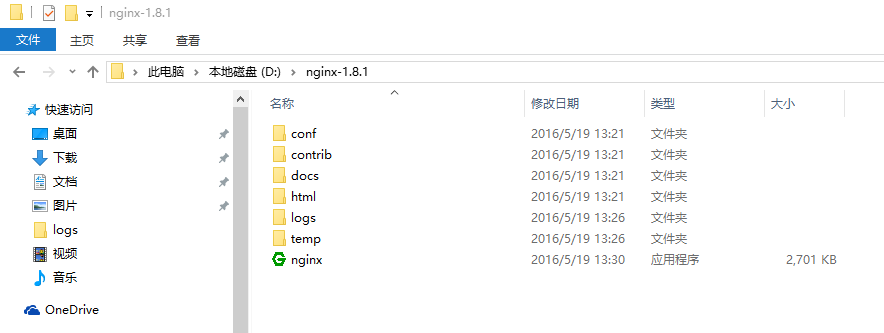 nginx-1.8.1
文件 主页 共享 查看
此电脑 本地磁盘 (D:) nginx-1.8.1
名称 修改日期 类型 大小
快速访问
桌面
下载
文档
图片
logs
视频
音乐
OneDrive
conf 2016/5/19 13:21 文件夹
contrib 2016/5/19 13:21 文件夹
docs 2016/5/19 13:21 文件夹
html 2016/5/19 13:21 文件夹
logs 2016/5/19 13:26 文件夹
temp 2016/5/19 13:26 文件夹
nginx 2016/5/19 13:30 应用程序 2,701 KB